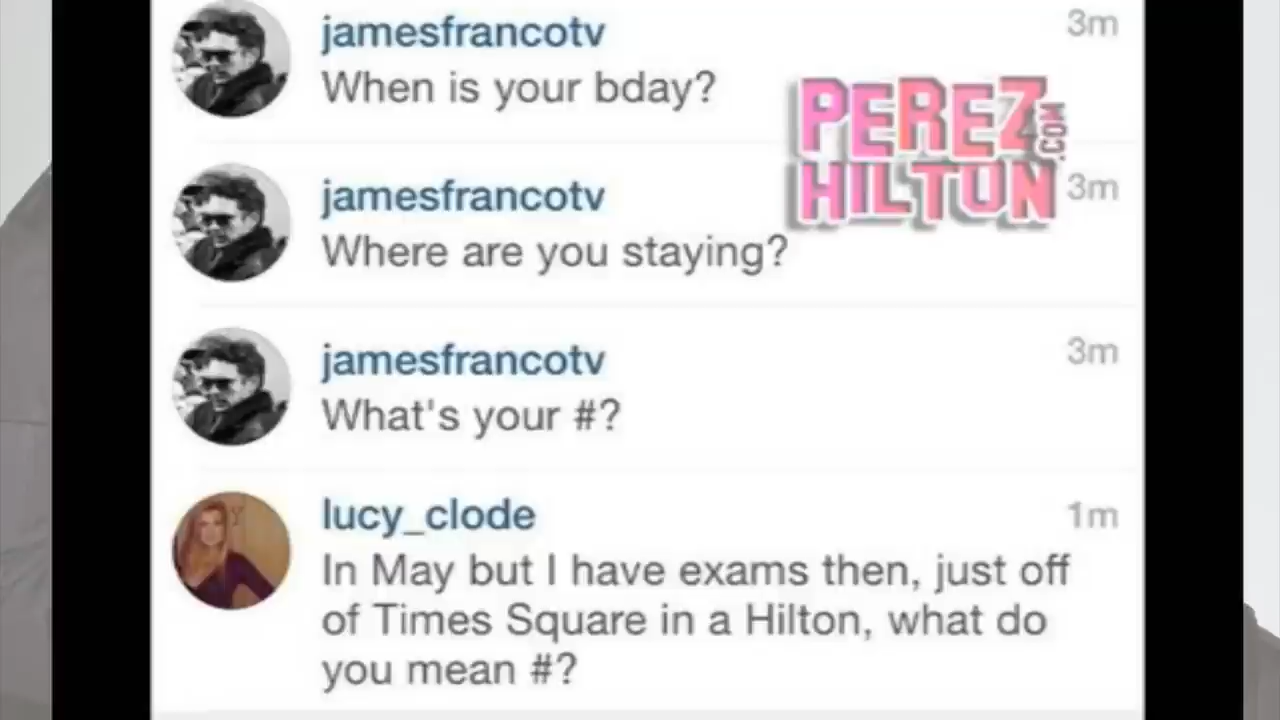 jamesfrancotv
3m
When is your bday?
PEREZ
.COM
HILTON
jamesfrancotv
3m
Where are you staying?
jamesfrancotv
3m
What's your #?
lucy_clode
1m
In May but I have exams then, just off
of Times Square in a Hilton, what do
you mean #?